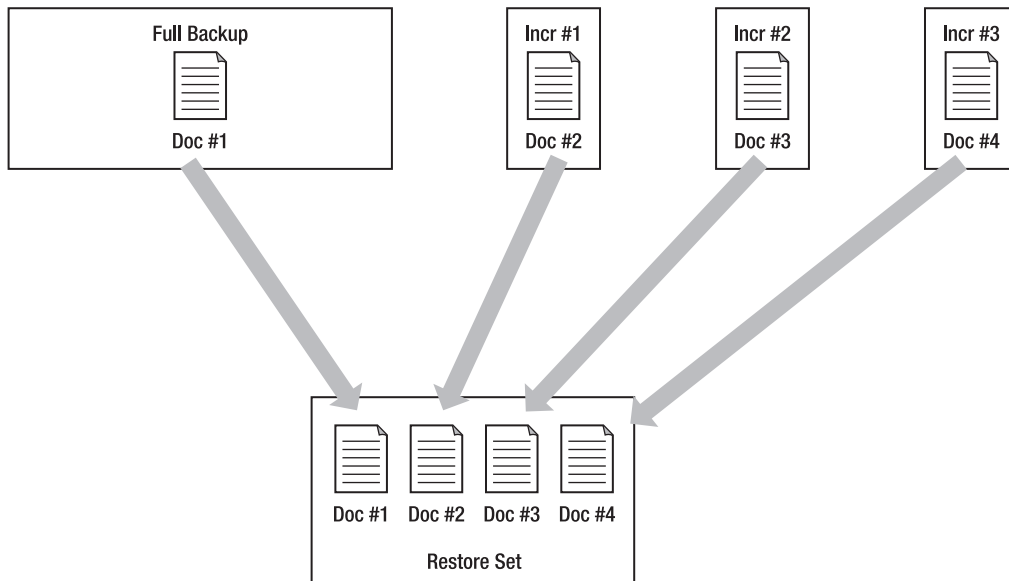 Full Backup
Doc #1
Incr #1
Doc #2
Incr #2
Doc #3
Incr #3
Doc #4
Doc #1 Doc #2 Doc #3 Doc #4
Restore Set